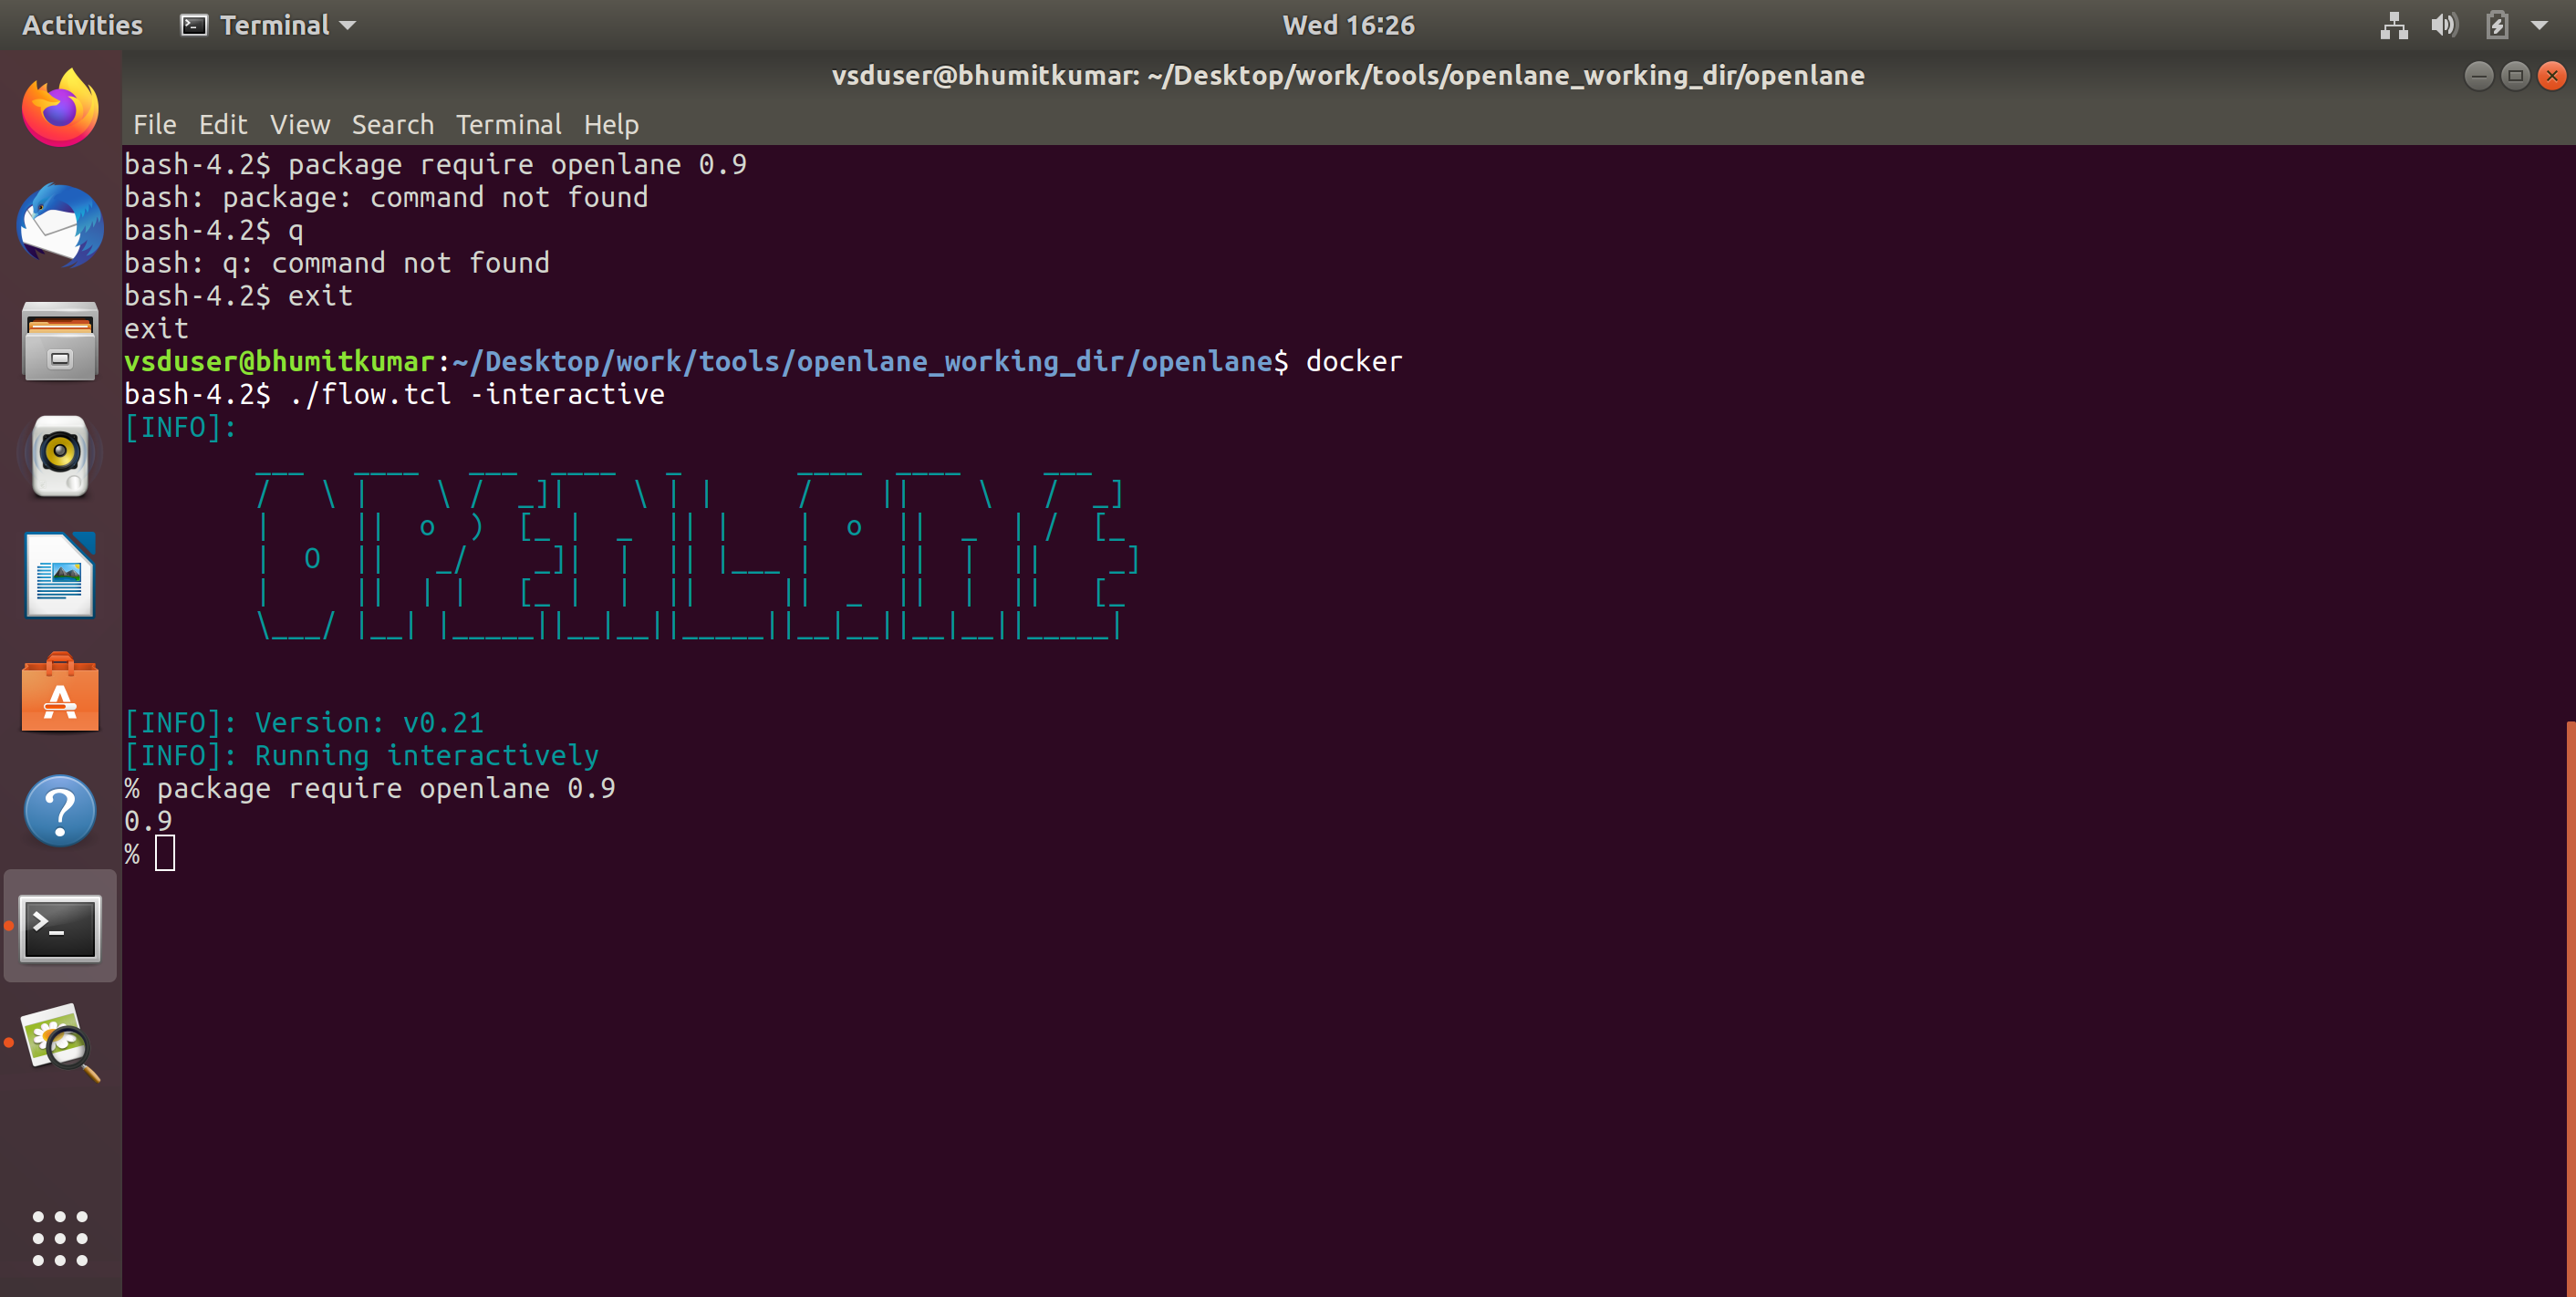 Activities Terminal Wed 16:26
vsduser@bhumitkumar: ~/Desktop/work/tools/openlane_working_dir/openlane
File Edit View Search Terminal Help
bash-4.2$ package require openlane 0.9
bash: package: command not found
bash-4.2$ q
bash: q: command not found
bash-4.2$ exit
exit
vsduser@bhumitkumar:~/Desktop/work/tools/openlane_working_dir/openlane$ docker
bash-4.2$ ./flow.tcl -interactive
[INFO]:
OPENLANE
[INFO]: Version: v0.21
[INFO]: Running interactively
% package require openlane 0.9
0.9
%